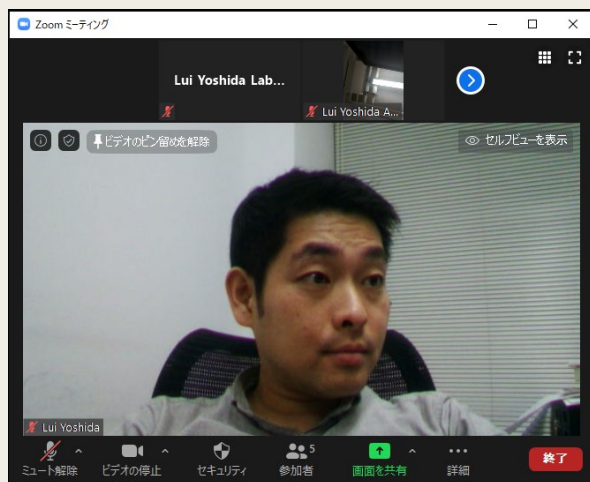 Zoom ミーティング
Lui Yoshida Lab...
Lui Yoshida A...
ビデオのピン留めを解除
セルフビューを表示
Lui Yoshida
ミュート解除
ビデオの停止
セキュリティ
5
参加者
画面を共有
詳細
終了